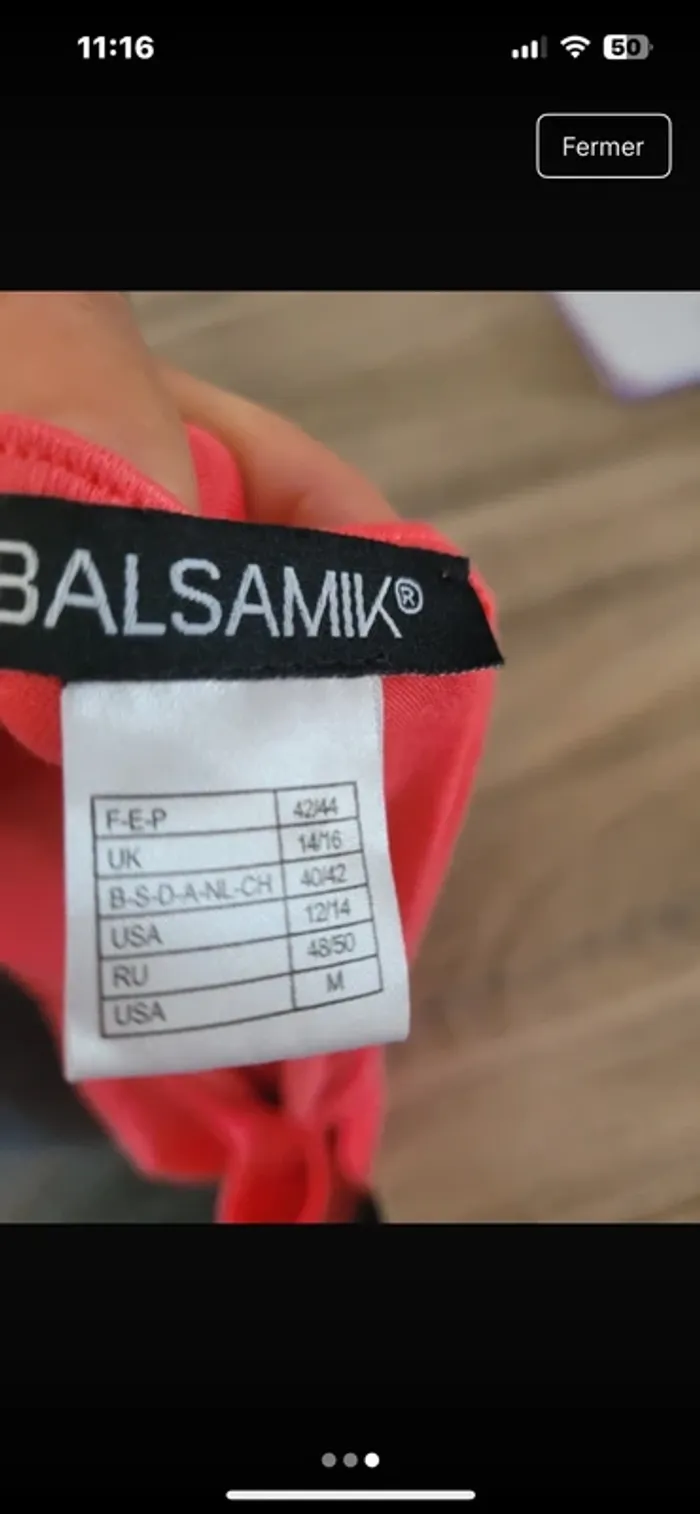 11:16
50
Fermer
BALSAMIK®
F-E-P 42/44
UK 14/16
B-S-D-A-NL-CH 40/42
USA 12/14
RU 48/50
USA M